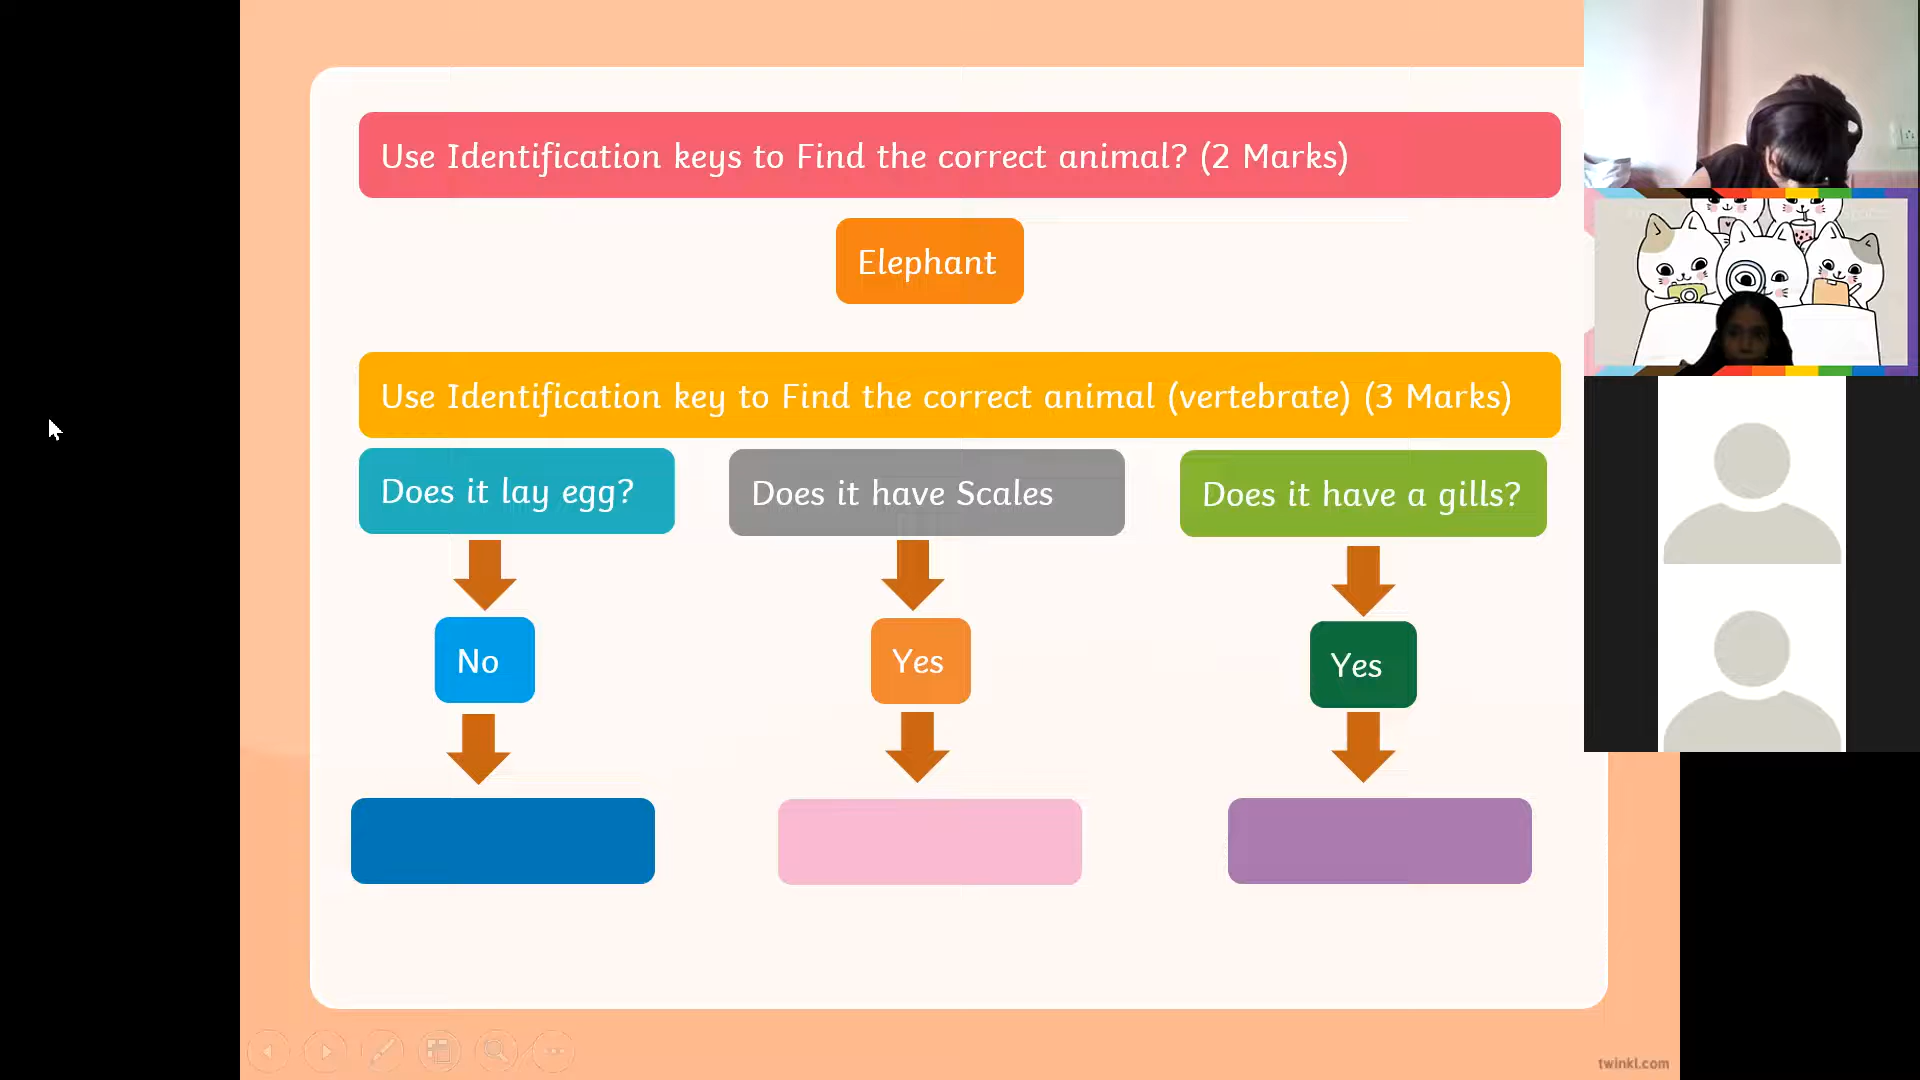 Use Identification keys to Find the correct animal? (2 Marks)
Elephant
Use Identification key to Find the correct animal (vertebrate) (3 Marks)
Does it lay egg?
Does it have Scales
Does it have a gills?
No
Yes
Yes
twinkl.com